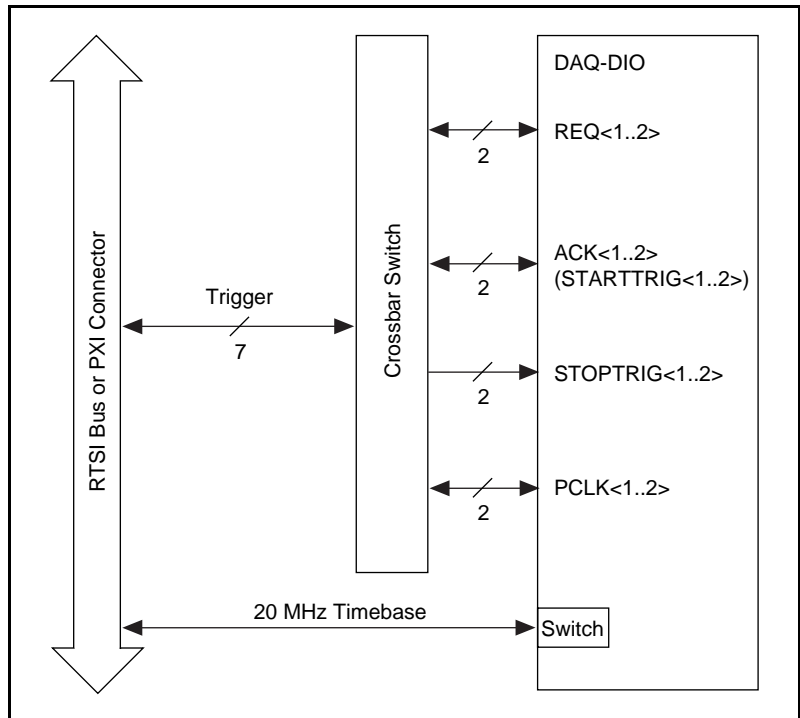 DAQ-DIO
REQ<1..2>
2
ACK<1..2>
(STARTTRIG<1..2>)
2
Trigger
7
STOPTRIG<1..2>
2
PCLK<1..2>
2
RTSI Bus or PXI Connector
Crossbar Switch
20 MHz Timebase
Switch